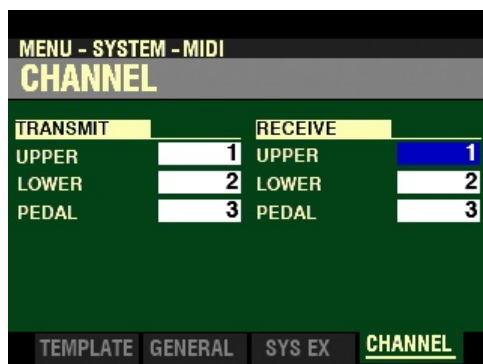 MENU - SYSTEM - MIDI
CHANNEL
TRANSMIT RECEIVE
UPPER 1 UPPER 1
LOWER 2 LOWER 2
PEDAL 3 PEDAL 3
TEMPLATE GENERAL SYS EX CHANNEL